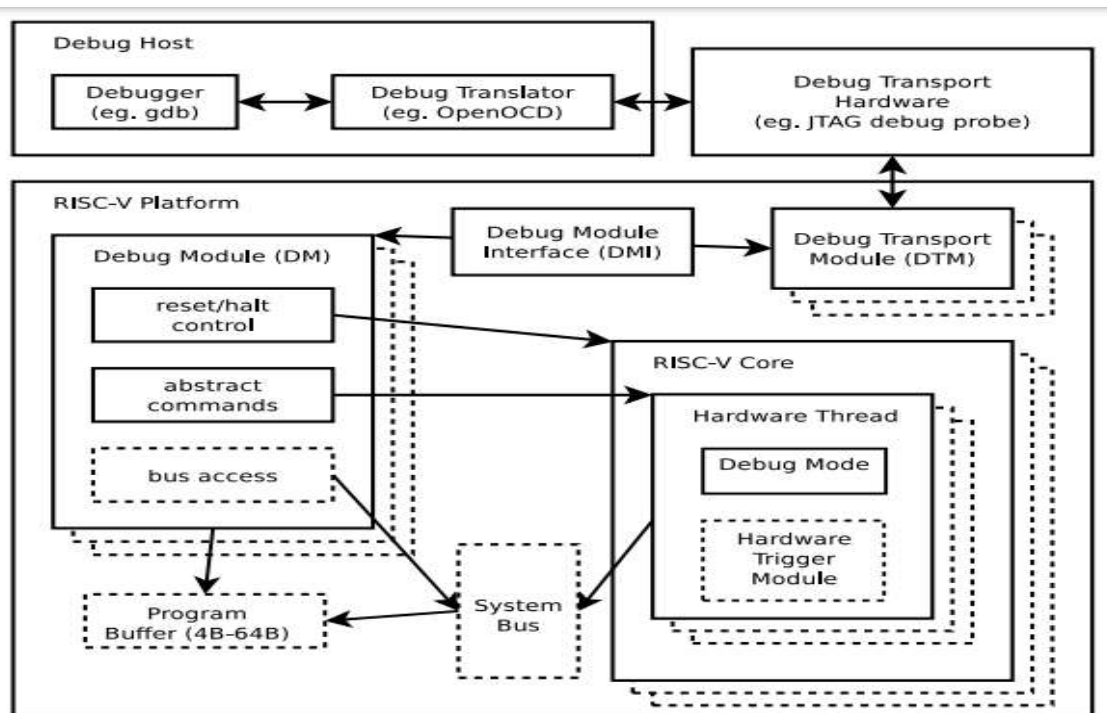 Debug Host
Debugger
(eg. gdb)
Debug Translator
(eg. OpenOCD)
Debug Transport
Hardware
(eg. JTAG debug probe)
RISC-V Platform
Debug Module (DM)
reset/halt
control
abstract
commands
bus access
Debug Module
Interface (DMI)
Debug Transport
Module (DTM)
RISC-V Core
Hardware Thread
Debug Mode
Hardware
Trigger
Module
Program
Buffer (4B-64B)
System
Bus